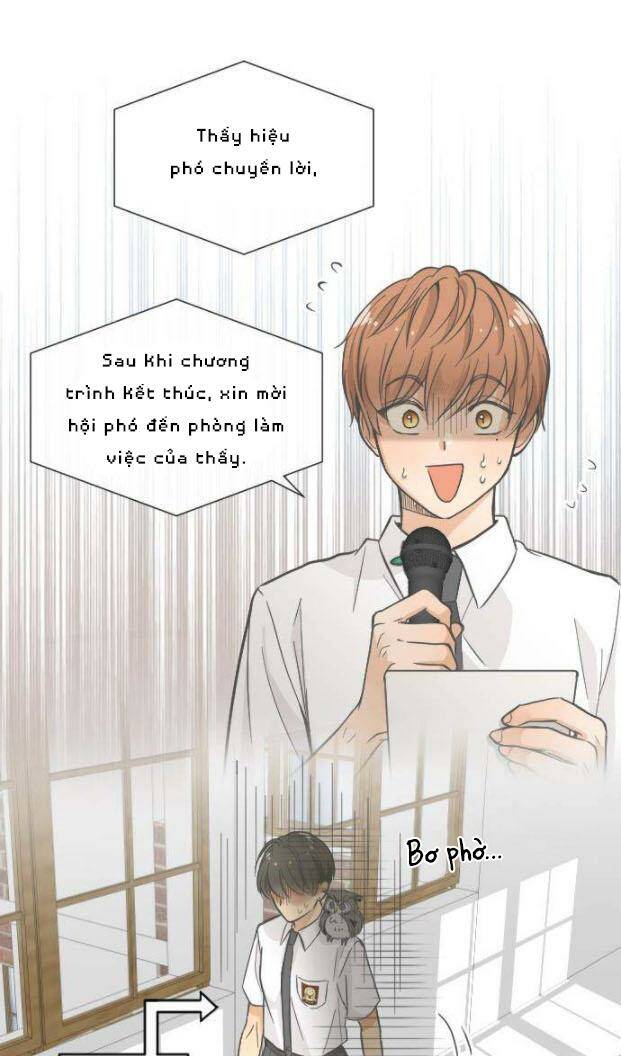 Thầy hiệu
phó chuyển lời,
Sau khi chương
trình kết thúc, xin mời
hội phó đến phòng làm
việc của thầy.
Bơ phờ...